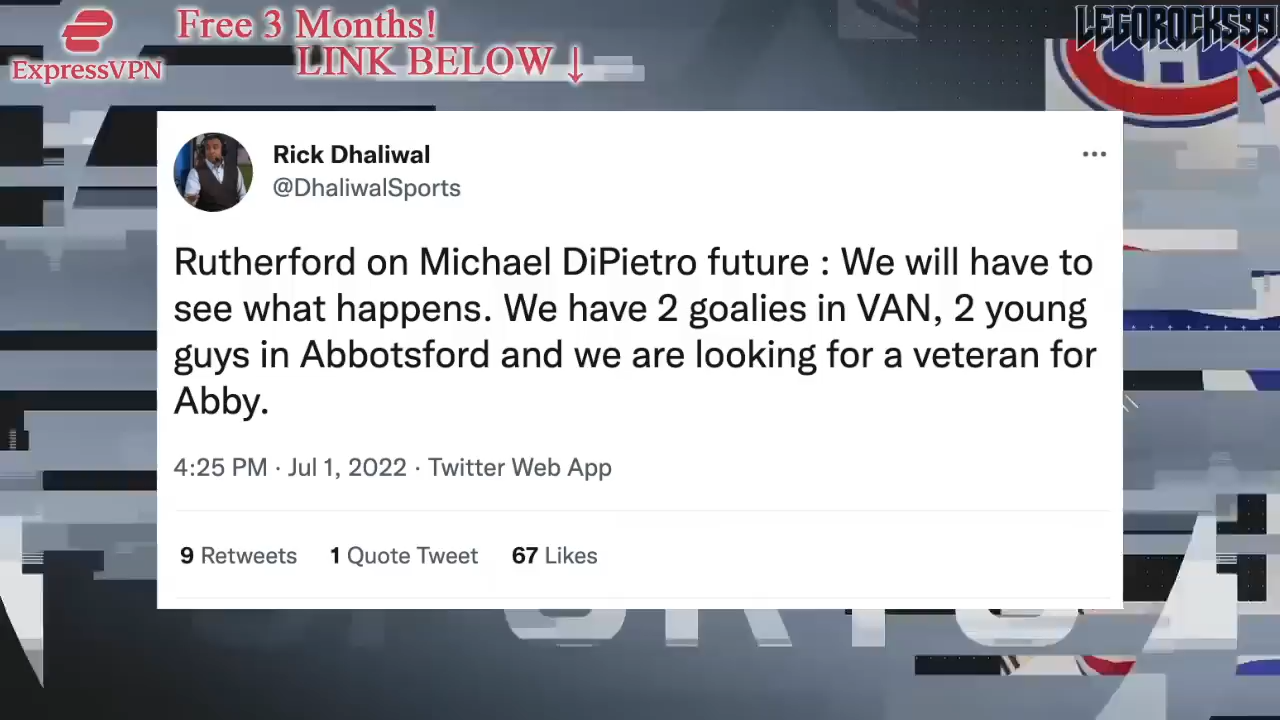 Free 3 Months!
LINK BELOW ↓
ExpressVPN
LEGOROCKS99
Rick Dhaliwal
@DhaliwalSports
Rutherford on Michael DiPietro future : We will have to
see what happens. We have 2 goalies in VAN, 2 young
guys in Abbotsford and we are looking for a veteran for
Abby.
4:25 PM · Jul 1, 2022 · Twitter Web App
9 Retweets 1 Quote Tweet 67 Likes